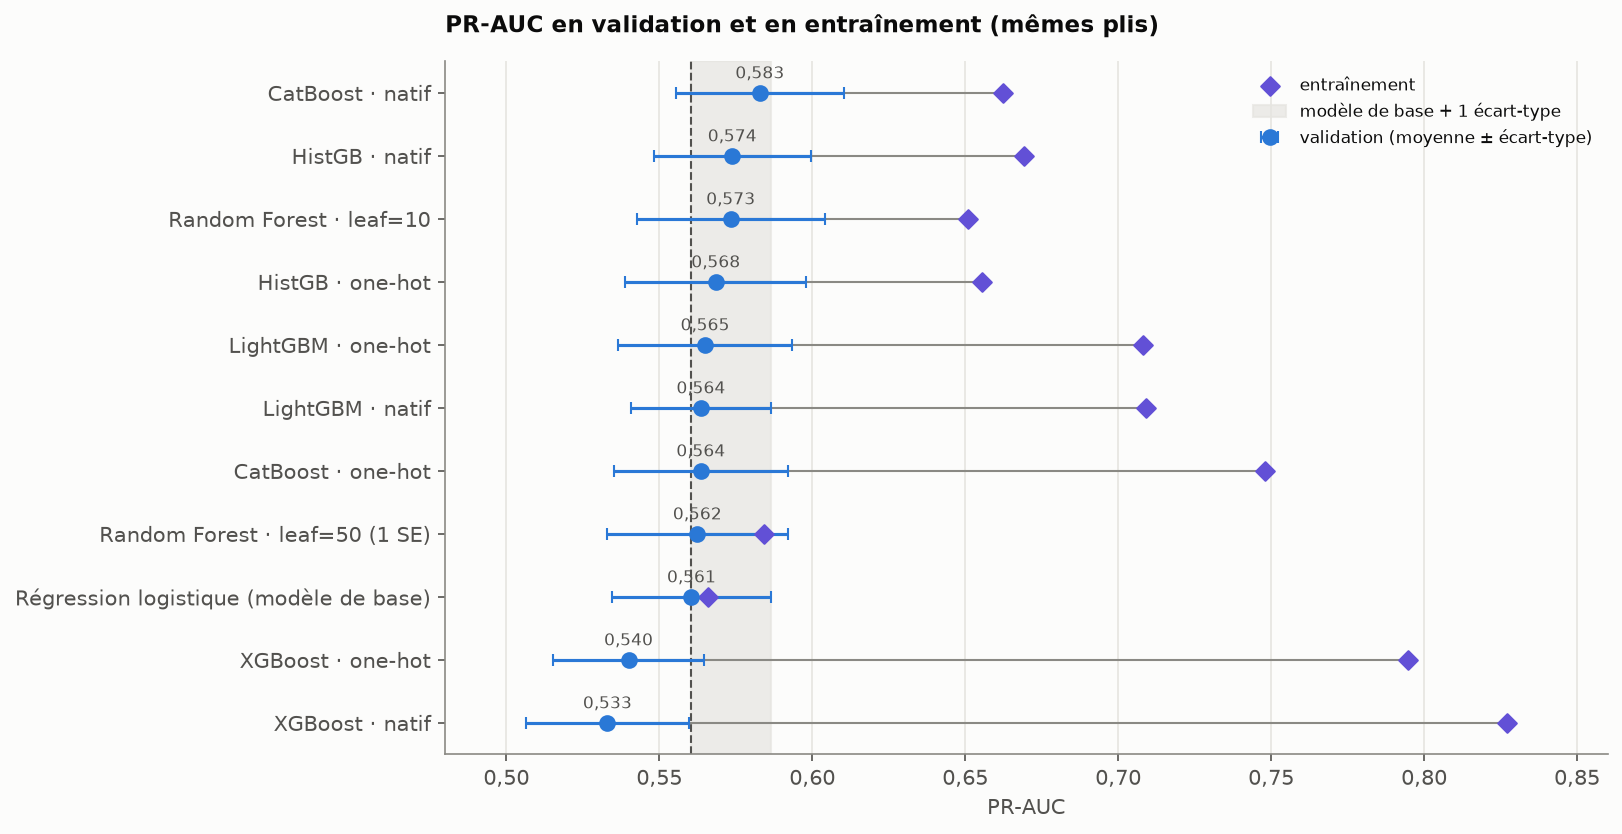 PR-AUC en validation et en entraînement (mêmes plis)
entraînement
modèle de base + 1 écart-type
validation (moyenne ± écart-type)
CatBoost · natif
0,583
HistGB · natif
0,574
Random Forest · leaf=10
0,573
HistGB · one-hot
0,568
LightGBM · one-hot
0,565
LightGBM · natif
0,564
CatBoost · one-hot
0,564
Random Forest · leaf=50 (1 SE)
0,562
Régression logistique (modèle de base)
0,561
XGBoost · one-hot
0,540
XGBoost · natif
0,533
0,50 0,55 0,60 0,65 0,70 0,75 0,80 0,85
PR-AUC